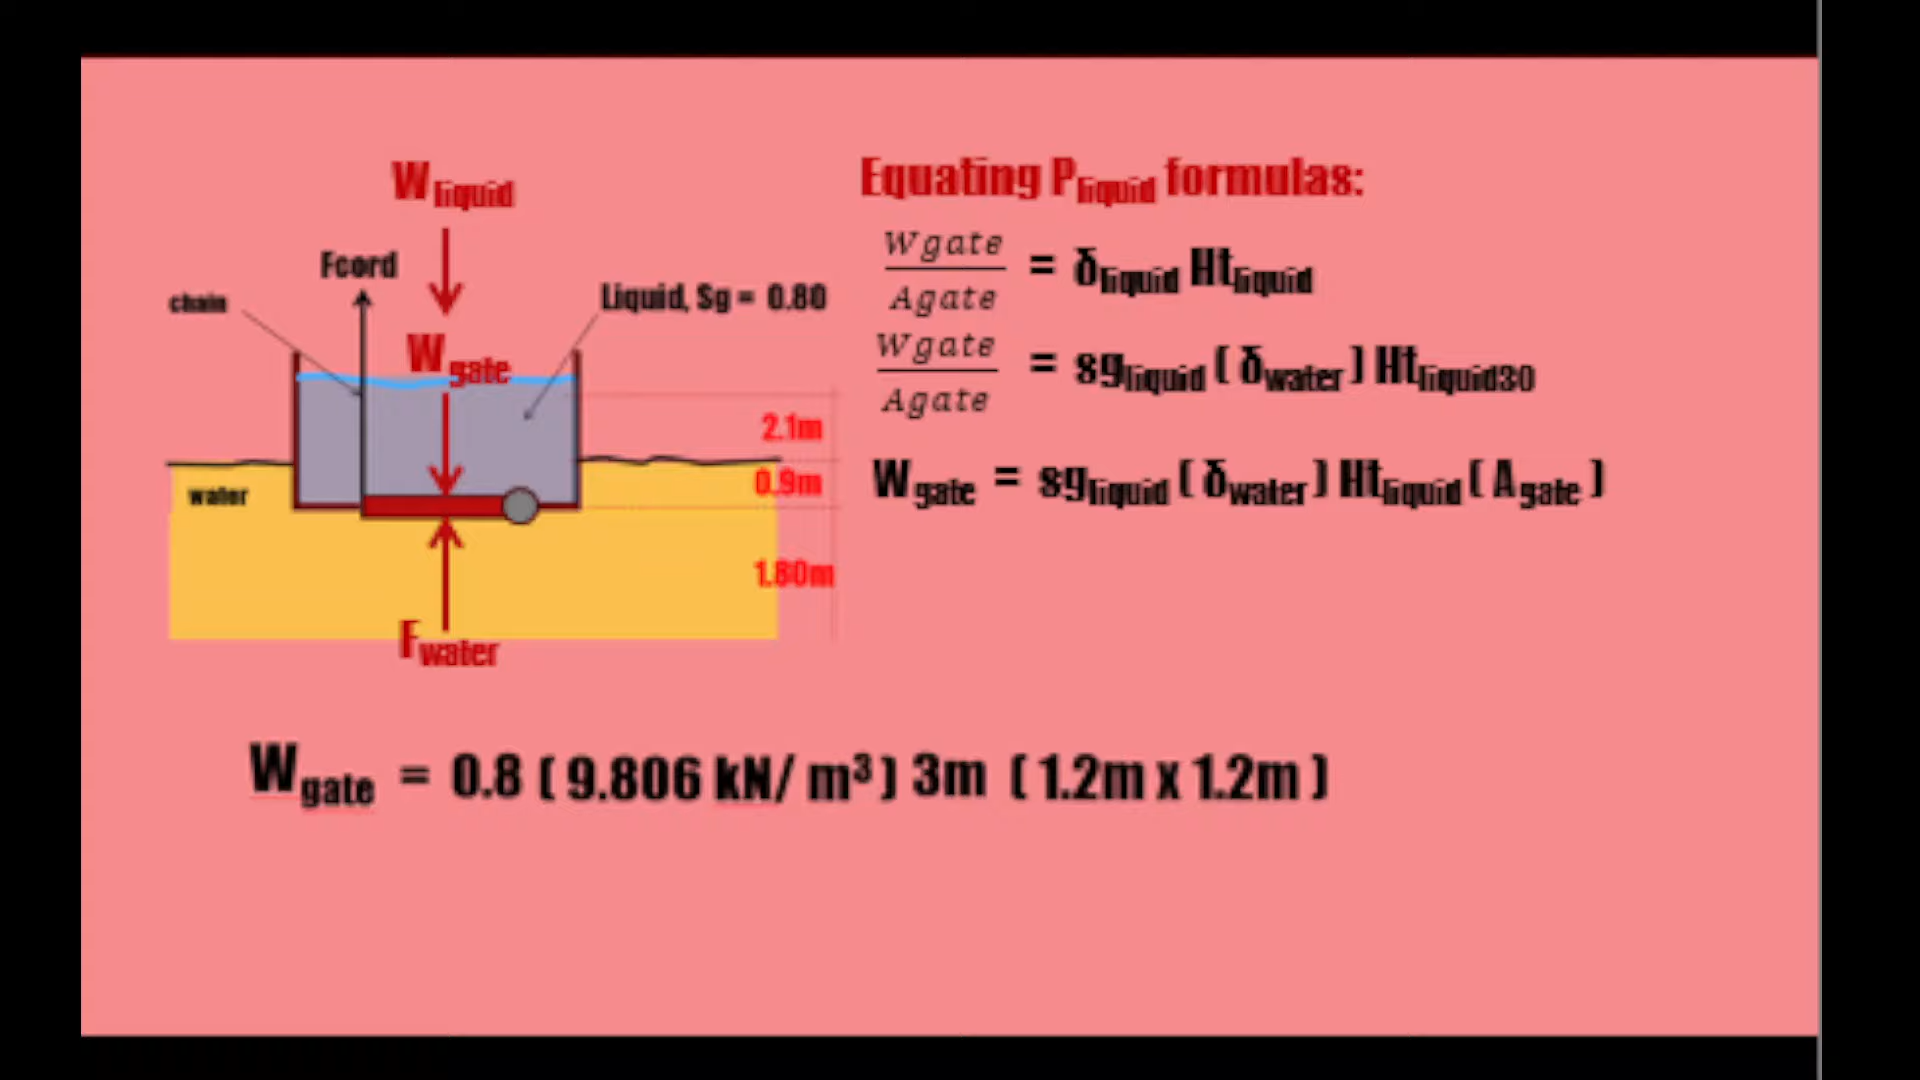 W liquid
Fcord
chain
Liquid, Sg = 0.80
W gate
2.1m
0.9m
water
1.80m
F water
Equating P liquid formulas:
Wgate / Agate = δ liquid Ht liquid
Wgate / Agate = sg liquid ( δ water ) Ht liquid30
W gate = sg liquid ( δ water ) Ht liquid ( A gate )
W gate = 0.8 ( 9.806 kN/ m³ ) 3m ( 1.2m x 1.2m )